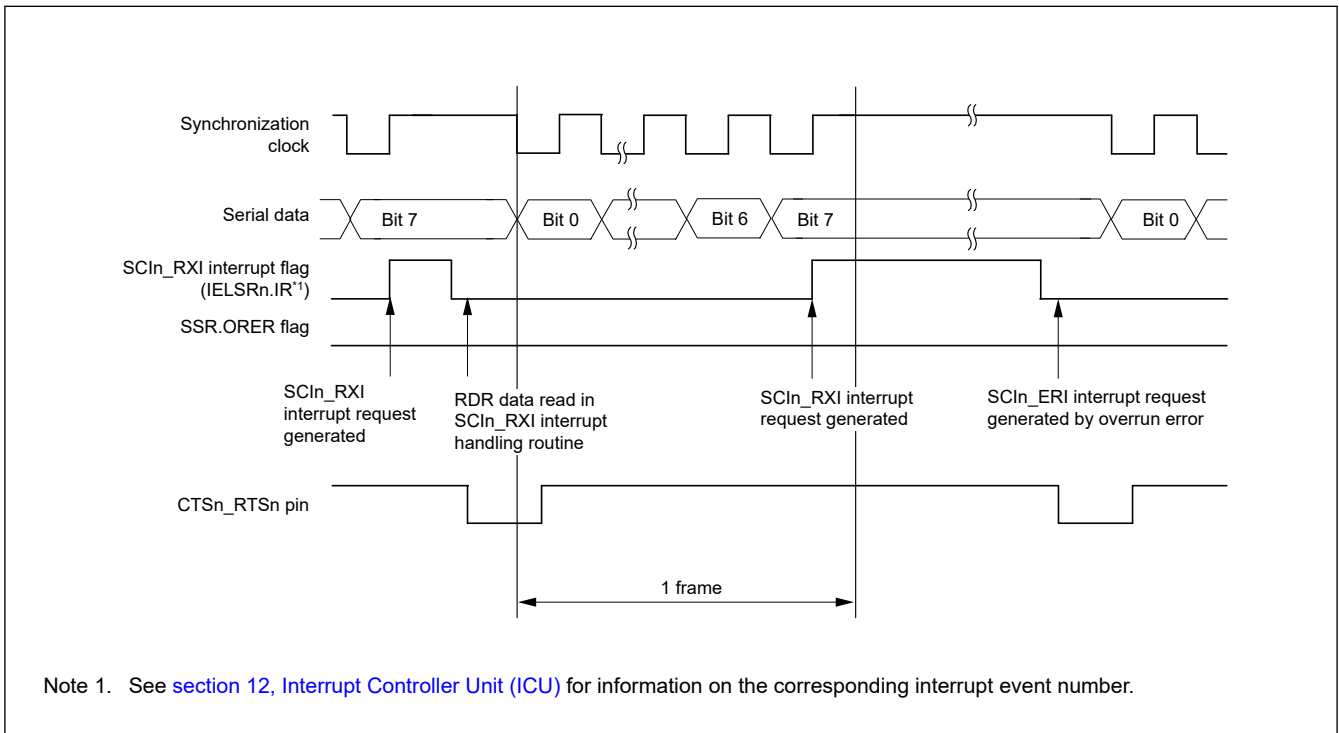 Synchronization
clock
Serial data
Bit 7
Bit 0
Bit 6
Bit 7
Bit 0
SCIn_RXI interrupt flag
(IELSRn.IR*1)
SSR.ORER flag
SCIn_RXI
interrupt request
generated
RDR data read in
SCIn_RXI interrupt
handling routine
SCIn_RXI interrupt
request generated
SCIn_ERI interrupt request
generated by overrun error
CTSn_RTSn pin
1 frame
Note 1. See section 12, Interrupt Controller Unit (ICU) for information on the corresponding interrupt event number.